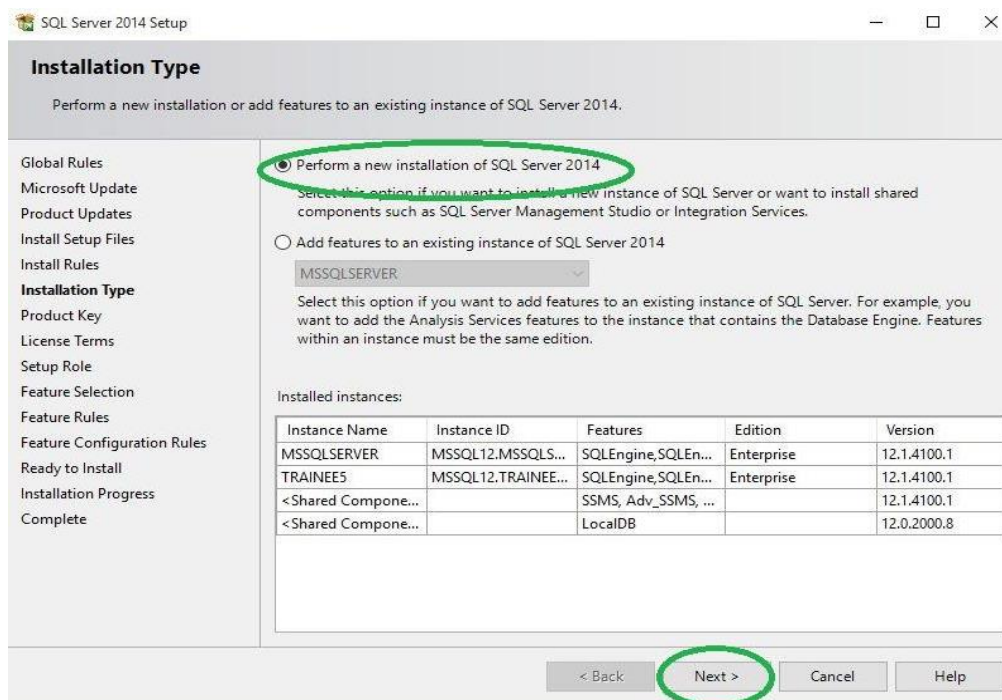 SQL Server 2014 Setup
Installation Type
Perform a new installation or add features to an existing instance of SQL Server 2014.
Global Rules
Microsoft Update
Product Updates
Install Setup Files
Install Rules
Installation Type
Product Key
License Terms
Setup Role
Feature Selection
Feature Rules
Feature Configuration Rules
Ready to Install
Installation Progress
Complete
Perform a new installation of SQL Server 2014
Select this option if you want to install a new instance of SQL Server or want to install shared
components such as SQL Server Management Studio or Integration Services.
Add features to an existing instance of SQL Server 2014
MSSQLSERVER
Select this option if you want to add features to an existing instance of SQL Server. For example, you
want to add the Analysis Services features to the instance that contains the Database Engine. Features
within an instance must be the same edition.
Installed instances:
Instance Name Instance ID Features Edition Version
MSSQLSERVER MSSQL12.MSSQLS... SQLEngine,SQLEn... Enterprise 12.1.4100.1
TRAINEE5 MSSQL12.TRAINEE... SQLEngine,SQLEn... Enterprise 12.1.4100.1
<Shared Compone... SSMS, Adv_SSMS, ... 12.1.4100.1
<Shared Compone... LocalDB 12.0.2000.8
< Back Next > Cancel Help